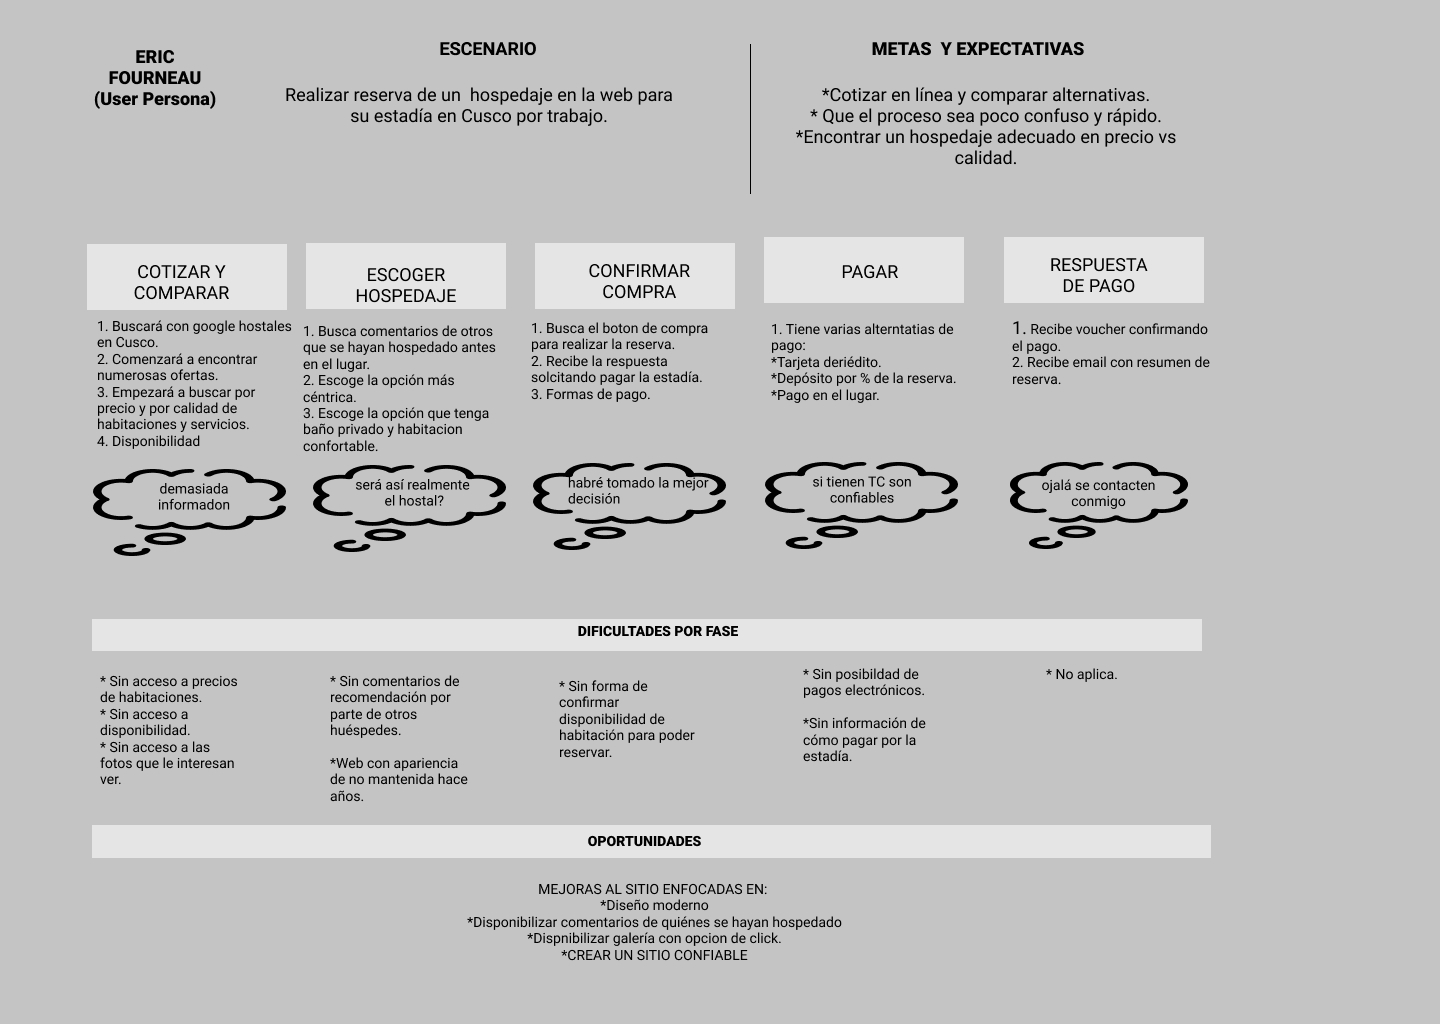 ERIC
FOURNEAU
(User Persona)
ESCENARIO
Realizar reserva de un  hospedaje en la web para
su estadía en Cusco por trabajo.
METAS  Y EXPECTATIVAS
*Cotizar en línea y comparar alternativas.
* Que el proceso sea poco confuso y rápido.
*Encontrar un hospedaje adecuado en precio vs
calidad.
COTIZAR Y
COMPARAR
1. Buscará con google hostales
en Cusco.
2. Comenzará a encontrar
numerosas ofertas.
3. Empezará a buscar por
precio y por calidad de
habitaciones y servicios.
4. Disponibilidad
demasiada
informadon
ESCOGER
HOSPEDAJE
1. Busca comentarios de otros
que se hayan hospedado antes
en el lugar.
2. Escoge la opción más
céntrica.
3. Escoge la opción que tenga
baño privado y habitacion
confortable.
será así realmente
el hostal?
CONFIRMAR
COMPRA
1. Busca el boton de compra
para realizar la reserva.
2. Recibe la respuesta
solcitando pagar la estadía.
3. Formas de pago.
habré tomado la mejor
decisión
PAGAR
1. Tiene varias alterntatias de
pago:
*Tarjeta deriédito.
*Depósito por % de la reserva.
*Pago en el lugar.
si tienen TC son
confiables
RESPUESTA
DE PAGO
1. Recibe voucher confirmando
el pago.
2. Recibe email con resumen de
reserva.
ojalá se contacten
conmigo
DIFICULTADES POR FASE
* Sin acceso a precios
de habitaciones.
* Sin acceso a
disponibilidad.
* Sin acceso a las
fotos que le interesan
ver.
* Sin comentarios de
recomendación por
parte de otros
huéspedes.
*Web con apariencia
de no mantenida hace
años.
* Sin forma de
confirmar
disponibilidad de
habitación para poder
reservar.
* Sin posibildad de
pagos electrónicos.
*Sin información de
cómo pagar por la
estadía.
* No aplica.
OPORTUNIDADES
MEJORAS AL SITIO ENFOCADAS EN:
*Diseño moderno
*Disponibilizar comentarios de quiénes se hayan hospedado
*Dispnibilizar galería con opcion de click.
*CREAR UN SITIO CONFIABLE